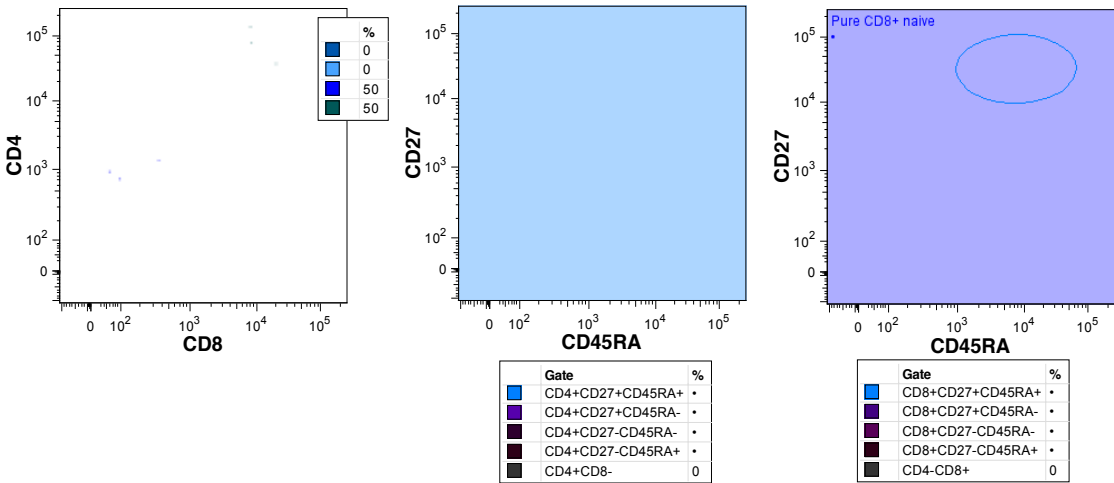 CD4
10^5
10^4
10^3
10^2
0
0 10^2 10^3 10^4 10^5
CD8
%
0
0
50
50
CD27
10^5
10^4
10^3
10^2
0
0 10^2 10^3 10^4 10^5
CD45RA
Gate %
CD4+CD27+CD45RA+ •
CD4+CD27+CD45RA- •
CD4+CD27-CD45RA- •
CD4+CD27-CD45RA+ •
CD4+CD8- 0
Pure CD8+ naive
CD27
10^5
10^4
10^3
10^2
0
0 10^2 10^3 10^4 10^5
CD45RA
Gate %
CD8+CD27+CD45RA+ •
CD8+CD27+CD45RA- •
CD8+CD27-CD45RA- •
CD8+CD27-CD45RA+ •
CD4-CD8+ 0